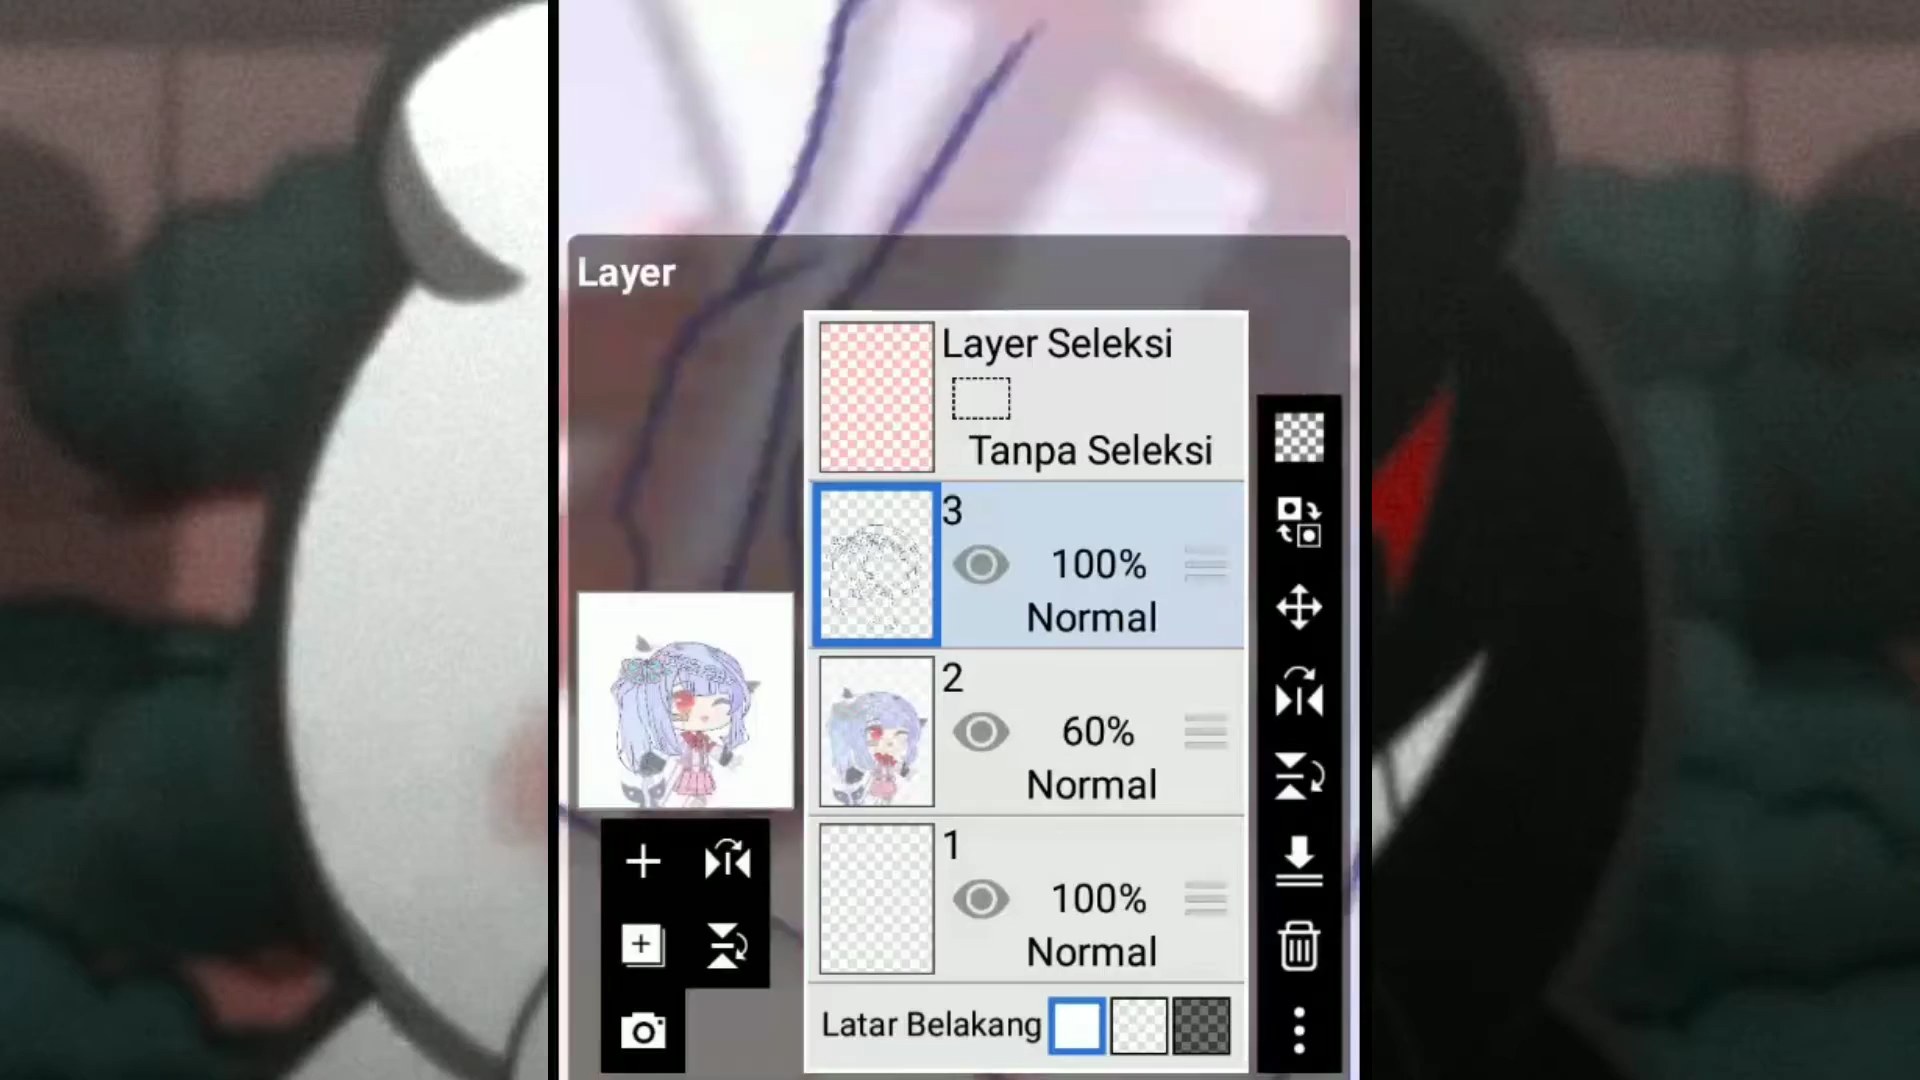 Layer
Layer Seleksi
Tanpa Seleksi
3
100%
Normal
2
60%
Normal
1
100%
Normal
Latar Belakang